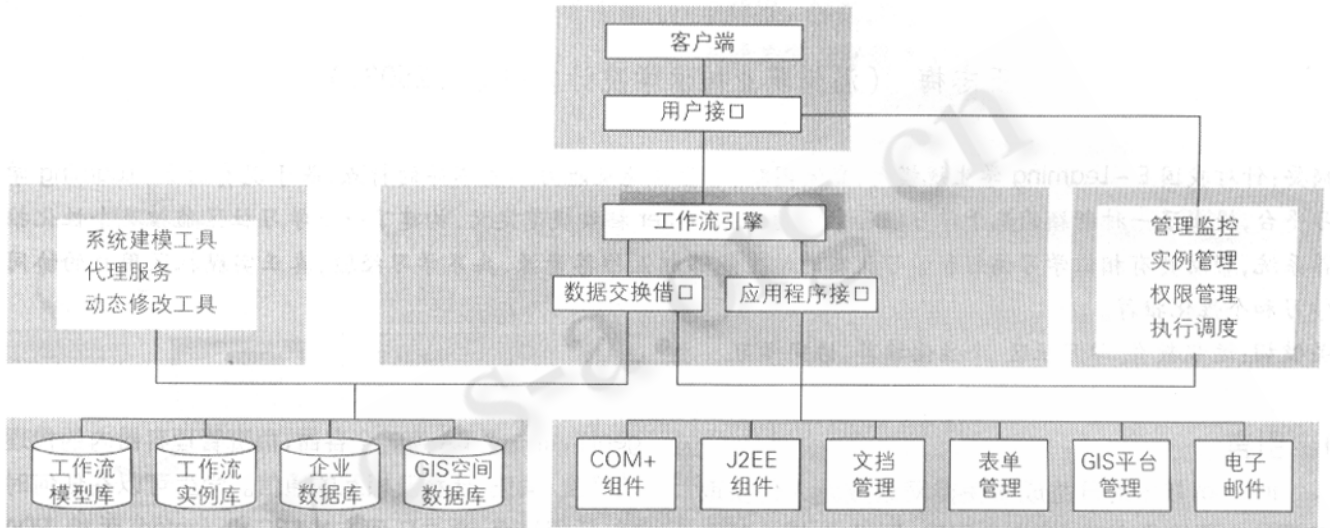 客户端
用户接口
工作流引擎
数据交换借口
应用程序接口
系统建模工具
代理服务
动态修改工具
管理监控
实例管理
权限管理
执行调度
工作流
模型库
工作流
实例库
企业
数据库
GIS空间
数据库
COM+
组件
J2EE
组件
文挡
管理
表单
管理
GIS平台
管理
电子
邮件
c-s-a.org.cn